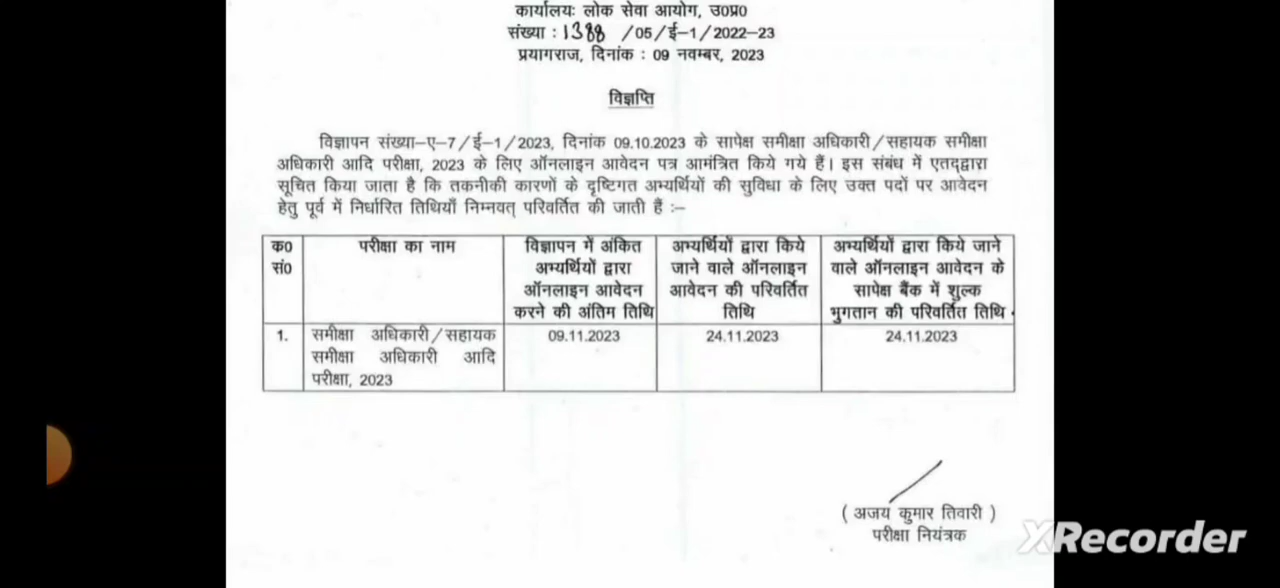 कार्यालयः लोक सेवा आयोग, उ0प्र0
संख्या : 1388 /05/ई-1/2022-23
प्रयागराज, दिनांक : 09 नवम्बर, 2023
विज्ञप्ति
विज्ञापन संख्या-ए-7/ई-1/2023, दिनांक 09.10.2023 के सापेक्ष समीक्षा अधिकारी/सहायक समीक्षा
अधिकारी आदि परीक्षा, 2023 के लिए ऑनलाइन आवेदन पत्र आमंत्रित किये गये हैं। इस संबंध में एतद्द्वारा
सूचित किया जाता है कि तकनीकी कारणों के दृष्टिगत अभ्यर्थियों की सुविधा के लिए उक्त पदों पर आवेदन
हेतु पूर्व में निर्धारित तिथियाँ निम्नवत् परिवर्तित की जाती हैं :-
क0 सं0
परीक्षा का नाम
विज्ञापन में अंकित
अभ्यर्थियों द्वारा
ऑनलाइन आवेदन
करने की अंतिम तिथि
अभ्यर्थियों द्वारा किये
जाने वाले ऑनलाइन
आवेदन की परिवर्तित
तिथि
अभ्यर्थियों द्वारा किये जाने
वाले ऑनलाइन आवेदन के
सापेक्ष बैंक में शुल्क
भुगतान की परिवर्तित तिथि
1.
समीक्षा अधिकारी/सहायक
समीक्षा अधिकारी आदि
परीक्षा, 2023
09.11.2023
24.11.2023
24.11.2023
( अजय कुमार तिवारी )
परीक्षा नियंत्रक
XRecorder